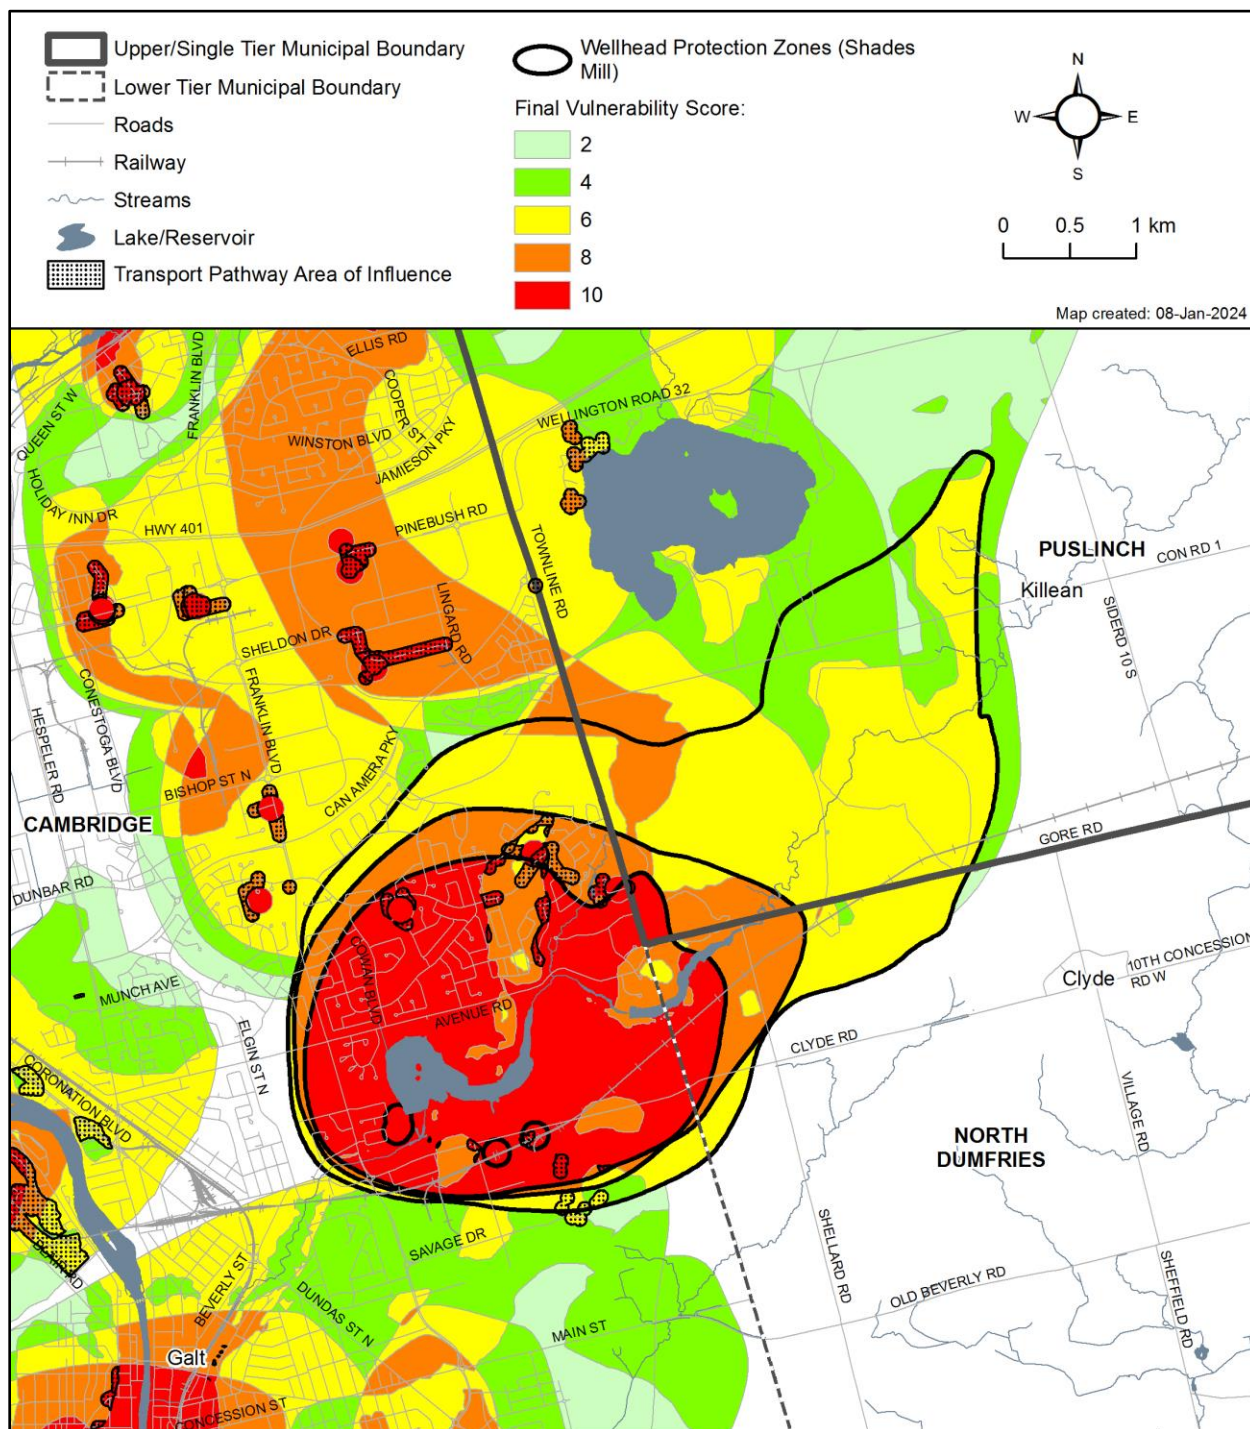 Upper/Single Tier Municipal Boundary
Lower Tier Municipal Boundary
Roads
Railway
Streams
Lake/Reservoir
Transport Pathway Area of Influence
Wellhead Protection Zones (Shades
Mill)
Final Vulnerability Score:
2
4
6
8
10
N
W
E
S
0
0.5
1 km
Map created: 08-Jan-2024
ELLIS RD
FRANKLIN BLVD
COOPER ST
QUEEN ST W
WINSTON BLVD
JAMIESON PKY
WELLINGTON ROAD 32
HOLIDAY INN DR
HWY 401
PINEBUSH RD
TOWNLINE RD
PUSLINCH
CON RD 1
Killean
SIDERD 10 S
LINGARD RD
SHELDON DR
CONESTOGA BLVD
HESPELER RD
FRANKLIN BLVD
BISHOP ST N
CAN AMERA PKY
CAMBRIDGE
GORE RD
DUNBAR RD
COWAN BLVD
MUNCH AVE
AVENUE RD
ELGIN ST N
Clyde
10TH CONCESSION
RD W
CLYDE RD
CORONATION BLVD
VILLAGE RD
NORTH
DUMFRIES
BLAIR RD
SAVAGE DR
SHELLARD RD
SHEFFIELD RD
BEVERLY ST
DUNDAS ST N
OLD BEVERLY RD
MAIN ST
Galt
CONCESSION ST